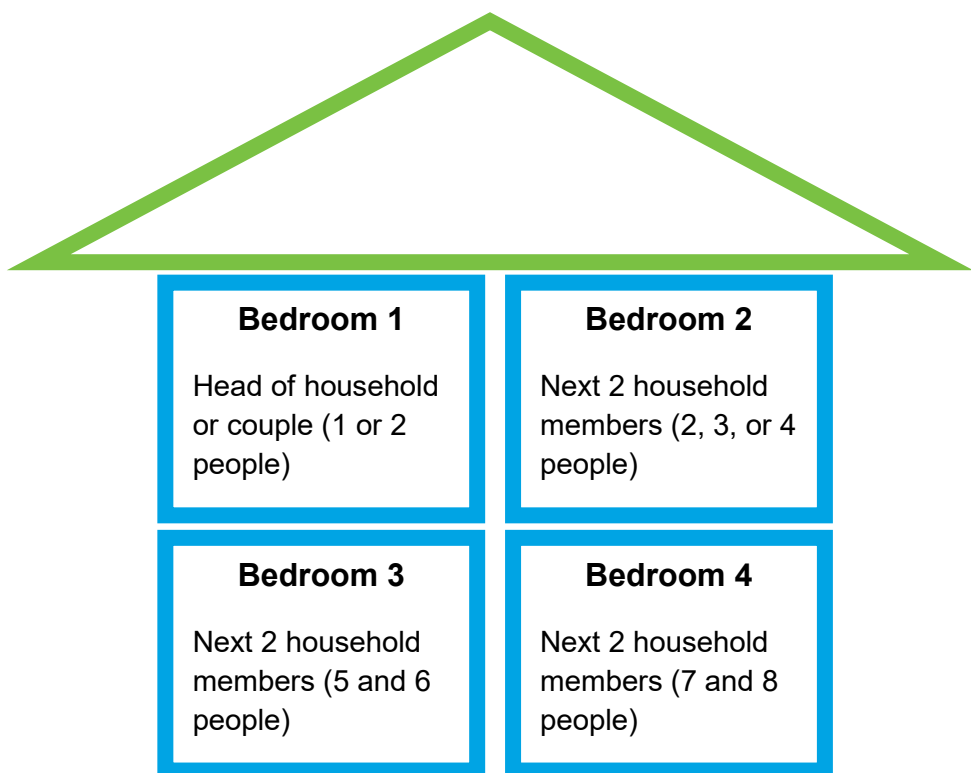 Bedroom 1
Head of household
or couple (1 or 2
people)
Bedroom 2
Next 2 household
members (2, 3, or 4
people)
Bedroom 3
Next 2 household
members (5 and 6
people)
Bedroom 4
Next 2 household
members (7 and 8
people)